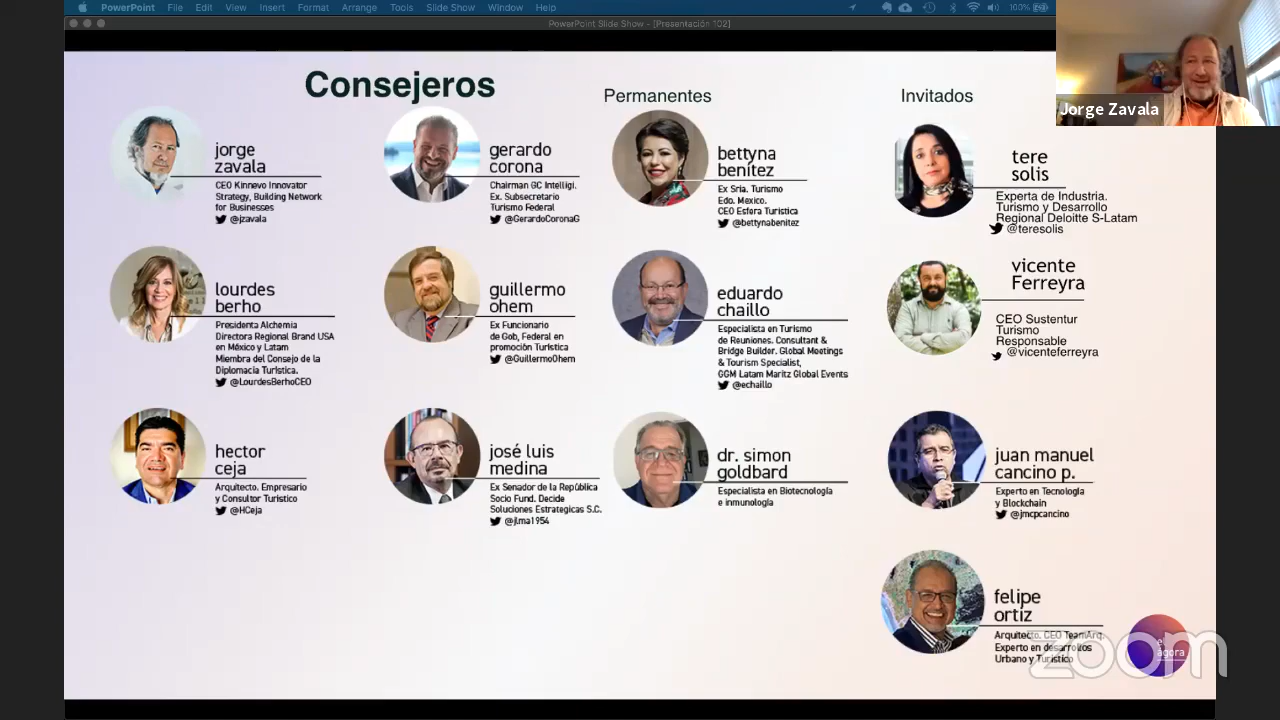 PowerPoint File Edit View Insert Format Arrange Tools Slide Show Window Help
100%
PowerPoint Slide Show - [Presentación 102]
Jorge Zavala
Consejeros
Permanentes
Invitados
jorge
zavala
CEO Kinnevo Innovator
Strategy, Building Network
for Businesses
@jzavala
gerardo
corona
Chairman GC Intelligi.
Ex. Subsecretario
Turismo Federal
@GerardoCoronaG
bettyna
benítez
Ex Sria. Turismo
Edo. Mexico.
CEO Esfera Turística
@bettynabenitez
tere
solis
Experta de Industria.
Turismo y Desarrollo
Regional Deloitte S-Latam
@teresolis
lourdes
berho
Presidenta Alchemia
Directora Regional Brand USA
en México y Latam
Miembra del Consejo de la
Diplomacia Turística.
@LourdesBerhoCEO
guillermo
ohem
Ex Funcionario
de Gob, Federal en
promoción Turística
@GuillermoOhem
eduardo
chaillo
Especialista en Turismo
de Reuniones. Consultant &
Bridge Builder. Global Meetings
& Tourism Specialist,
GGM Latam Maritz Global Events
@echaillo
vicente
Ferreyra
CEO Sustentur
Turismo
Responsable
@vicenteferreyra
hector
ceja
Arquitecto. Empresario
y Consultor Turístico
@HCeja
josé luis
medina
Ex Senador de la República
Socio Fund. Decide
Soluciones Estrategicas S.C.
@jlma1954
dr. simon
goldbard
Especialista en Biotecnología
e inmunología
juan manuel
cancino p.
Experto en Tecnología
y Blockchain
@jmcpcancino
felipe
ortiz
Arquitecto. CEO TeamArq.
Experto en desarrollos
Urbano y Turístico
el
ágora
zoom